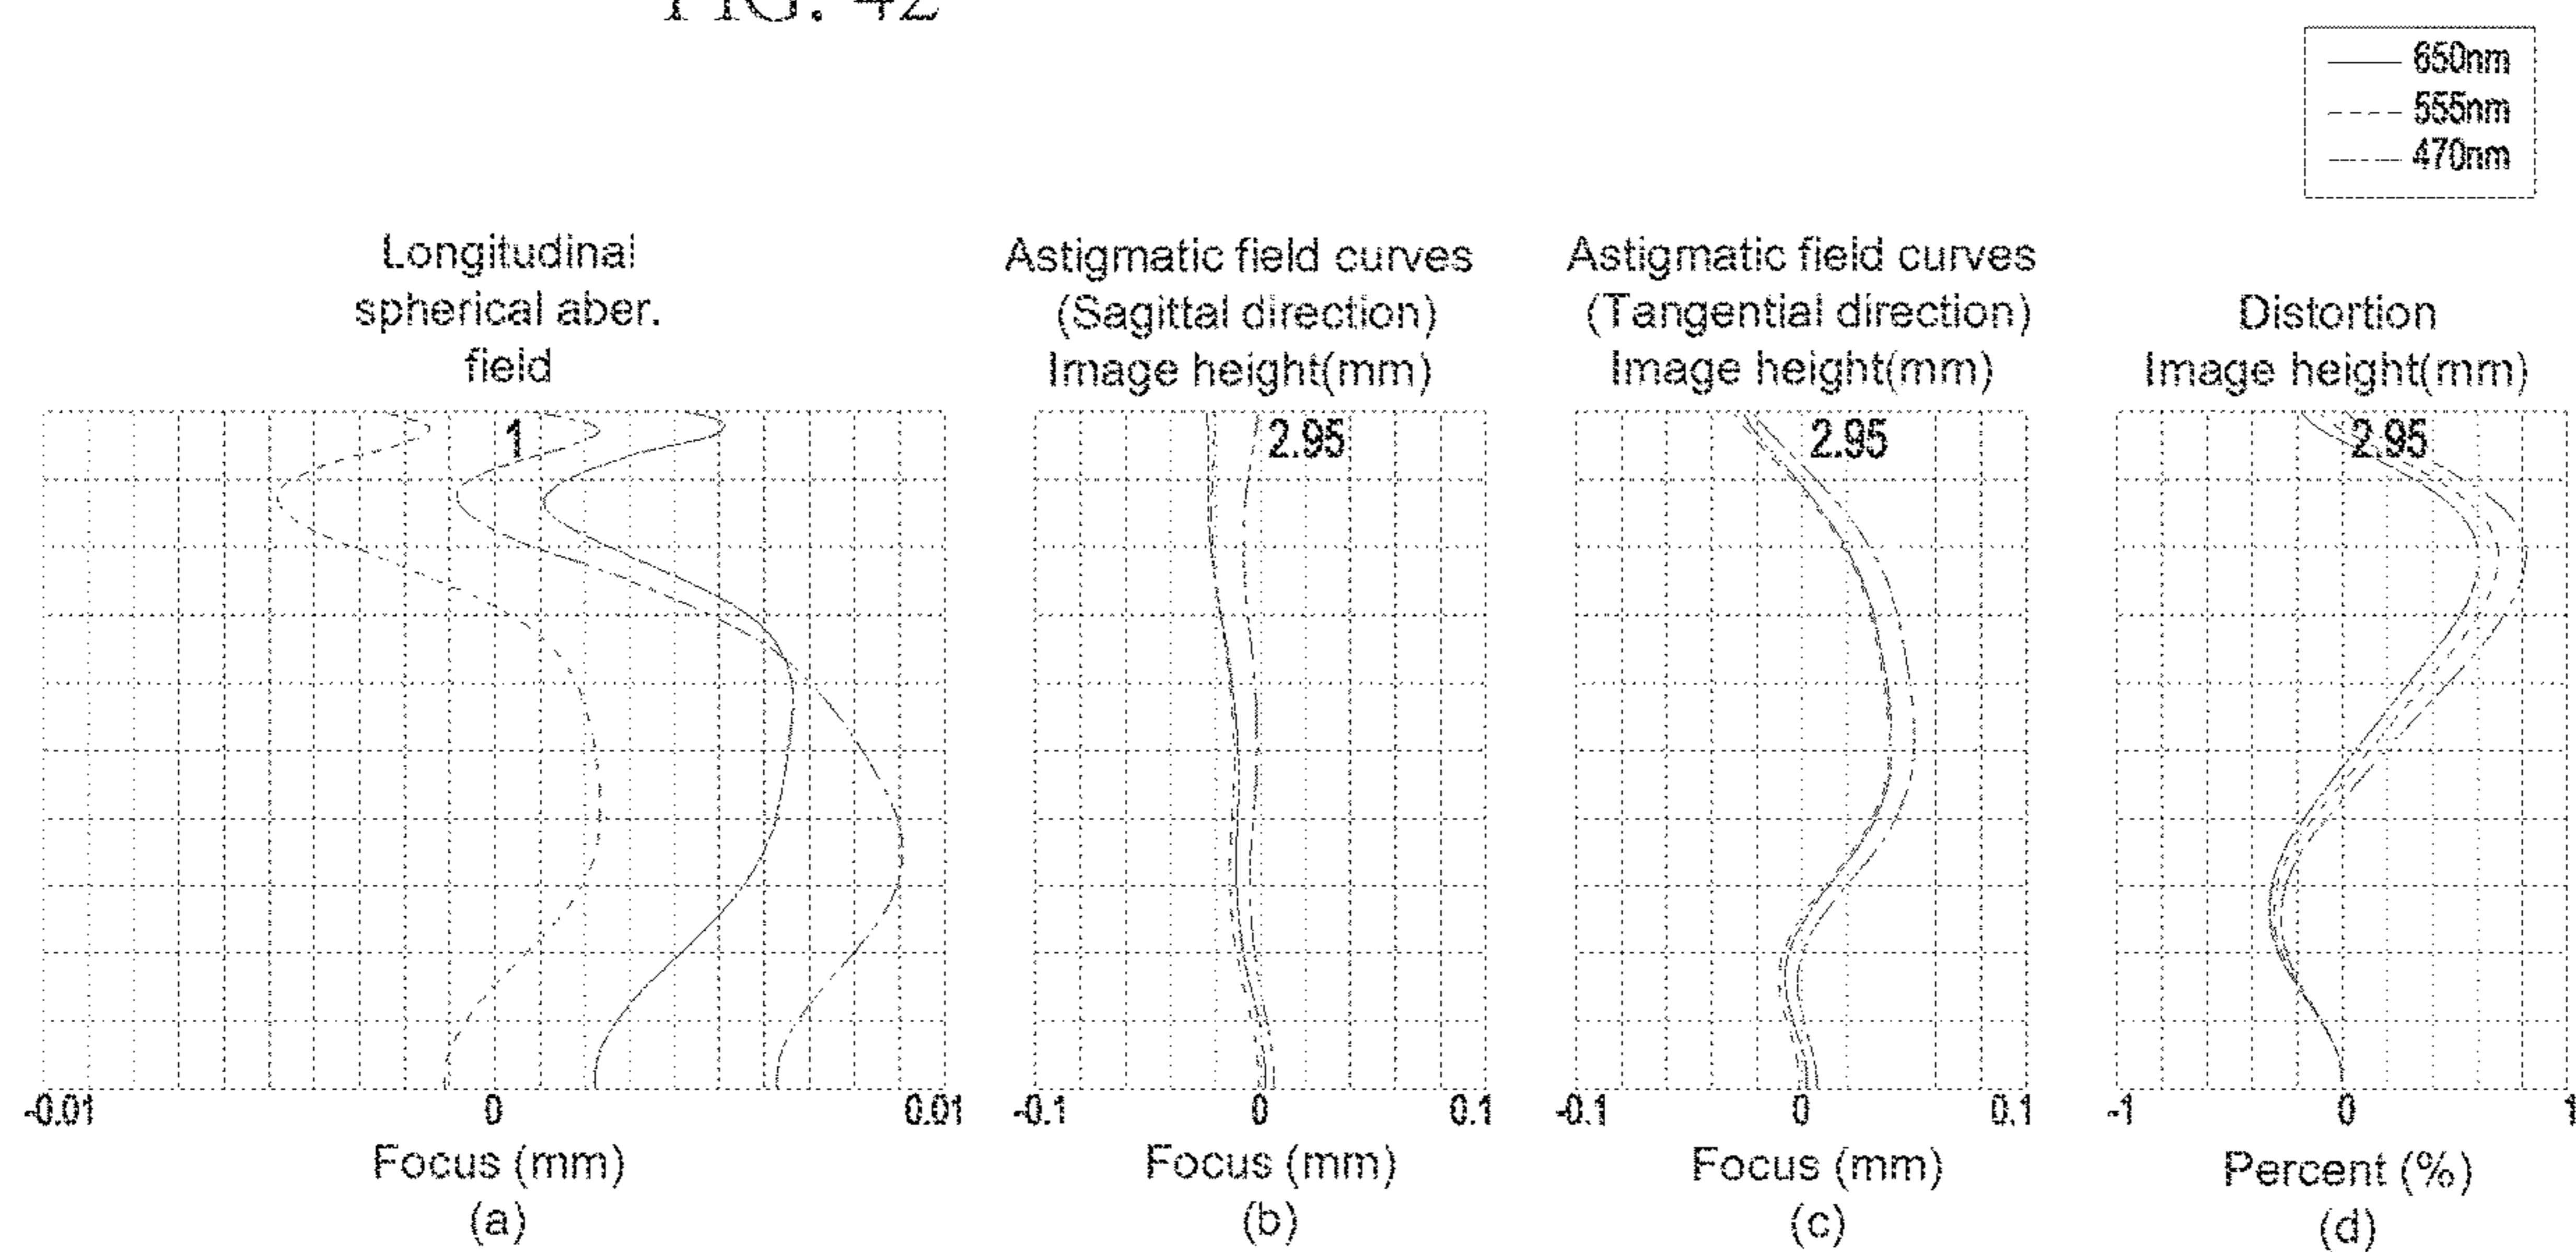 FIG. 42
650nm
555nm
470nm
Longitudinal
spherical aber.
field
Astigmatic field curves
(Sagittal direction)
Image height(mm)
Astigmatic field curves
(Tangential direction)
Image height(mm)
Distortion
Image height(mm)
1
2.95
2.95
2.95
-0.01 0 0.01
-0.1 0 0.1
-0.1 0 0.1
-1 0 1
Focus (mm)
Focus (mm)
Focus (mm)
Percent (%)
(a)
(b)
(c)
(d)